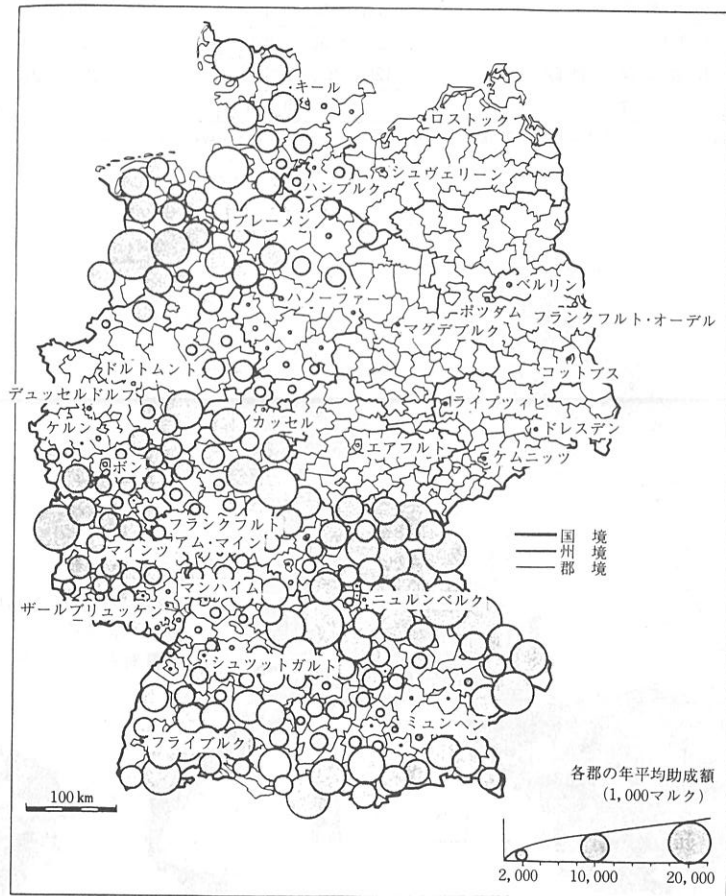 ・キール
ロストック
シュヴェリーン
ハンブルク
ブレーメン
ベルリン
ハノーファー
ポツダム
フランクフルト・オーデル
マグデブルク
コットブス
ドルトムント
デュッセルドルフ
ライプツィヒ
カッセル
ドレスデン
ケルン
エアフルト
ケムニッツ
ボン
フランクフルト
アム・マイン
マインツ
国 境
州 境
郡 境
マンハイム
ニュルンベルク
ザールブリュッケン
シュツットガルト
ミュンヘン
フライブルク
各郡の年平均助成額
(1,000マルク)
100km
2,000 10,000 20,000